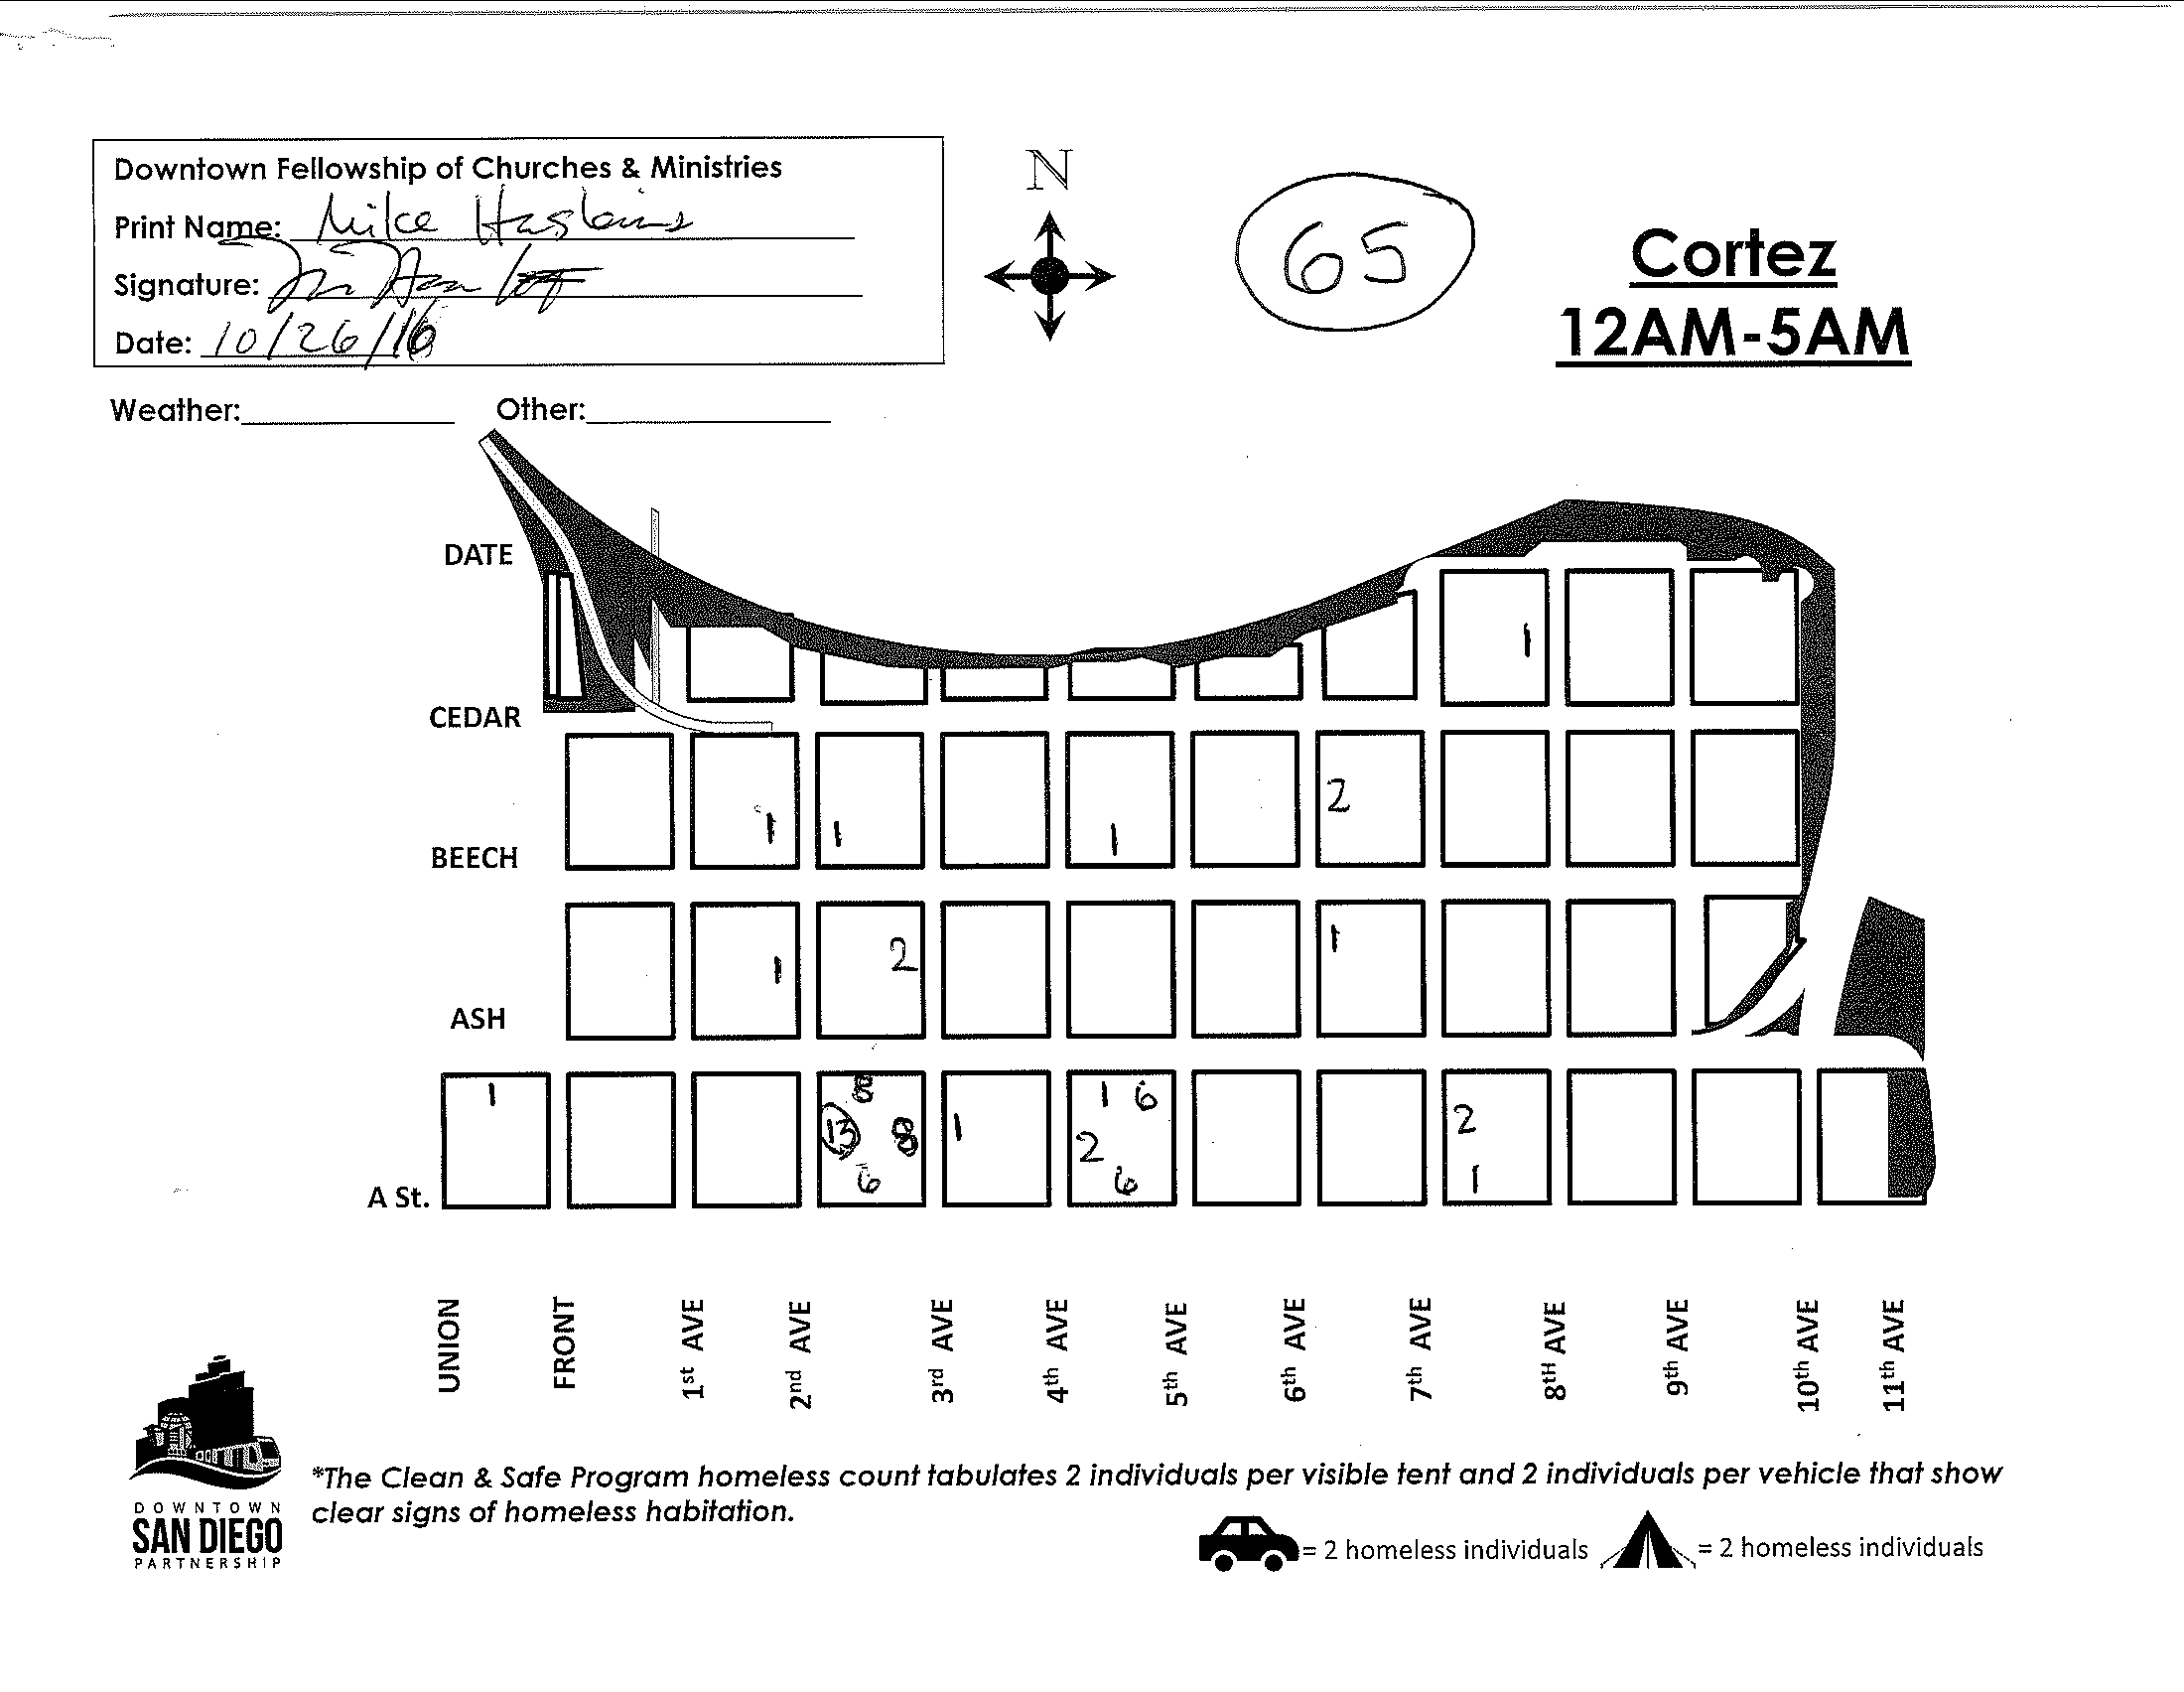 Downtown Fellowship of Churches & Ministries
Print Name: Mike Haskins
Signature:
Date: 10/26/16
N
65
Cortez
12AM-5AM
Weather: Other:
DATE
1
CEDAR
1 1 1 2
BEECH
1 2 1
ASH
1 8 1 6
13 8 1 2 2
6 6 1
A St.
UNION
FRONT
1st AVE
2nd AVE
3rd AVE
4th AVE
5th AVE
6th AVE
7th AVE
8TH AVE
9th AVE
10th AVE
11th AVE
*The Clean & Safe Program homeless count tabulates 2 individuals per visible tent and 2 individuals per vehicle that show
clear signs of homeless habitation.
DOWNTOWN
SAN DIEGO
PARTNERSHIP
= 2 homeless individuals = 2 homeless individuals